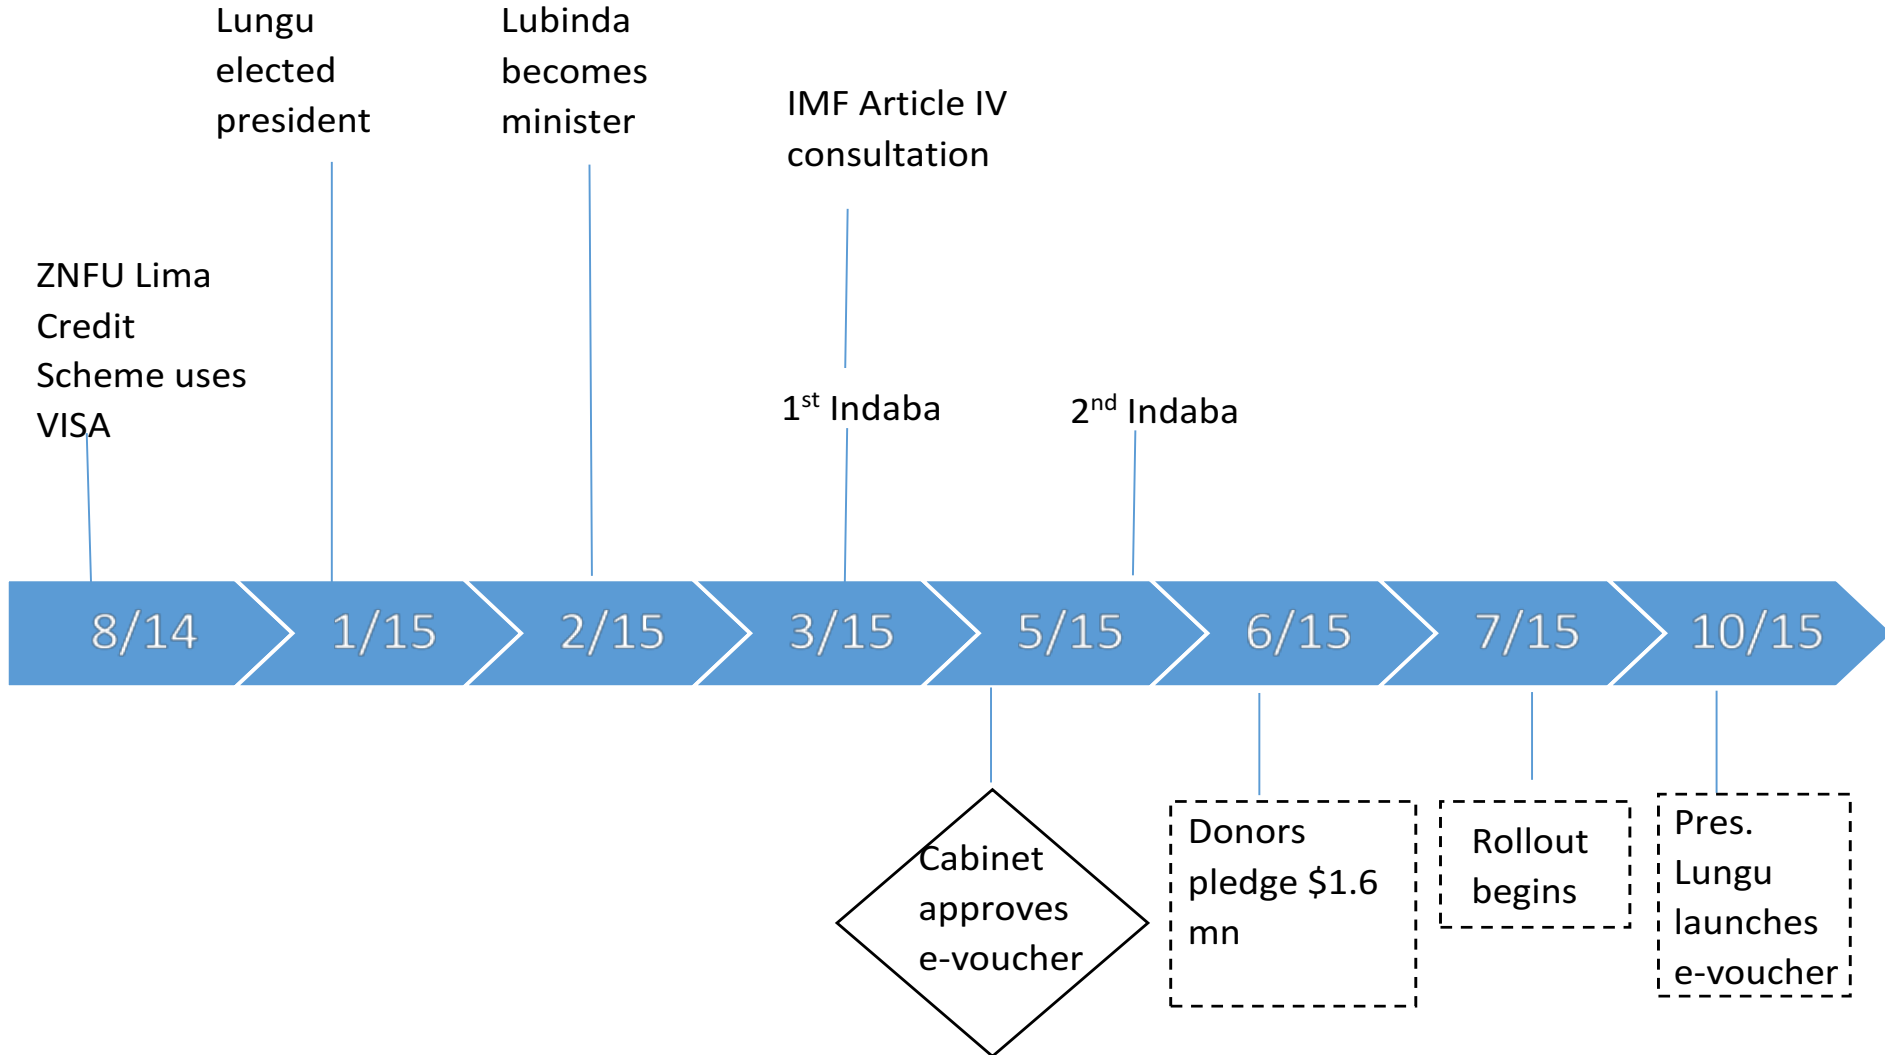 Lungu
elected
president
Lubinda
becomes
minister
IMF Article IV
consultation
ZNFU Lima
Credit
Scheme uses
VISA
1st Indaba
2nd Indaba
8/14
1/15
2/15
3/15
5/15
6/15
7/15
10/15
Cabinet
approves
e-voucher
Donors
pledge $1.6
mn
Rollout
begins
Pres.
Lungu
launches
e-voucher